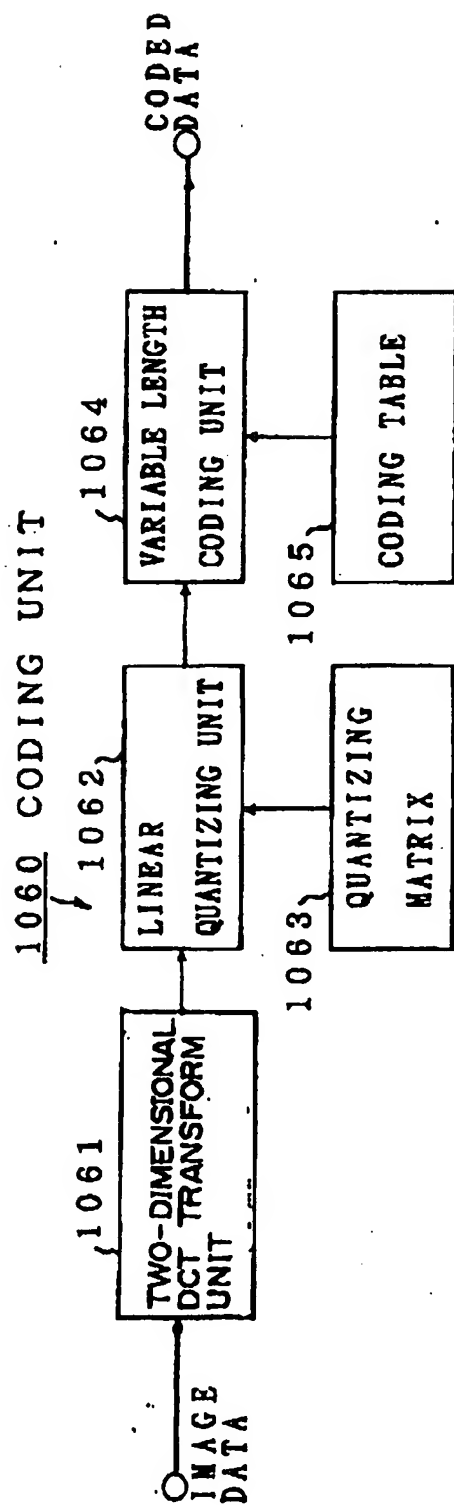 1060 CODING UNIT
1061
TWO-DIMENSIONAL
DCT TRANSFORM
UNIT
1062
LINEAR
QUANTIZING UNIT
1064
VARIABLE LENGTH
CODING UNIT
IMAGE
DATA
CODED
DATA
1063
QUANTIZING
MATRIX
1065
CODING TABLE